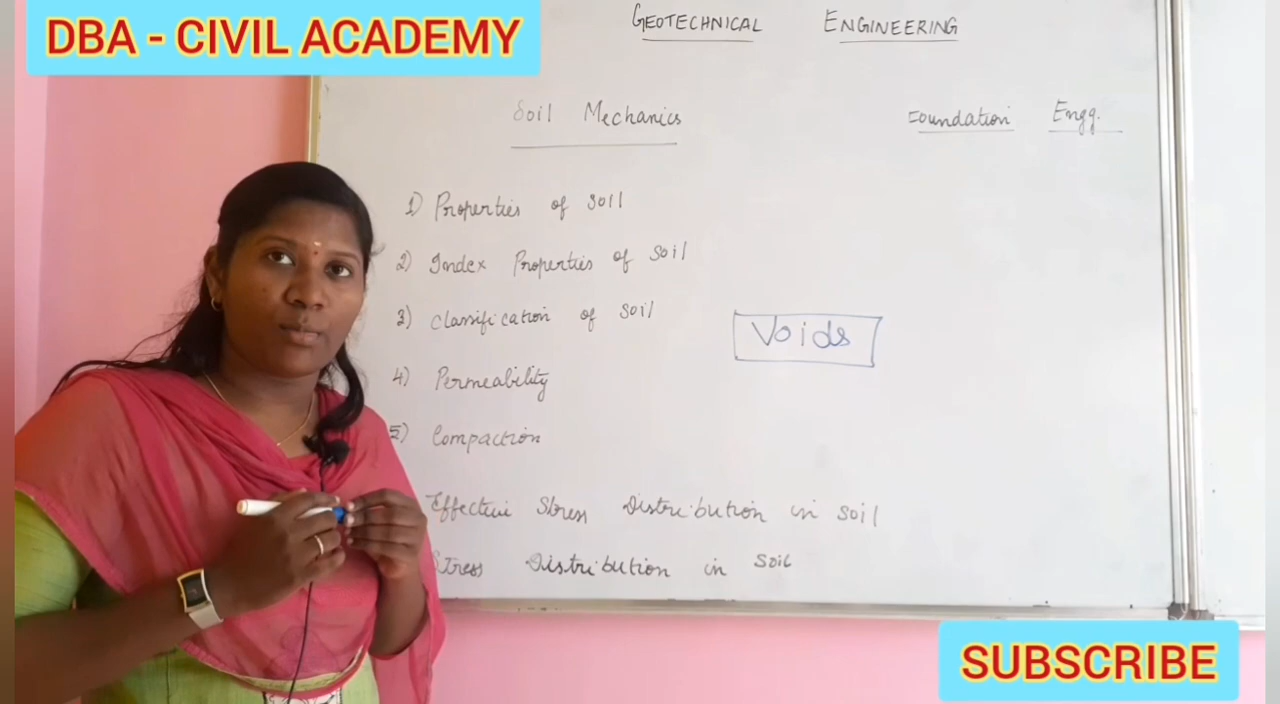 DBA - CIVIL ACADEMY
GEOTECHNICAL ENGINEERING
Soil Mechanics
Foundation Engg.
1) Properties of Soil
2) Index Properties of Soil
3) Classification of Soil
Voids
4) Permeability
5) Compaction
Effective Stress Distribution in Soil
Stress Distribution in Soil
SUBSCRIBE